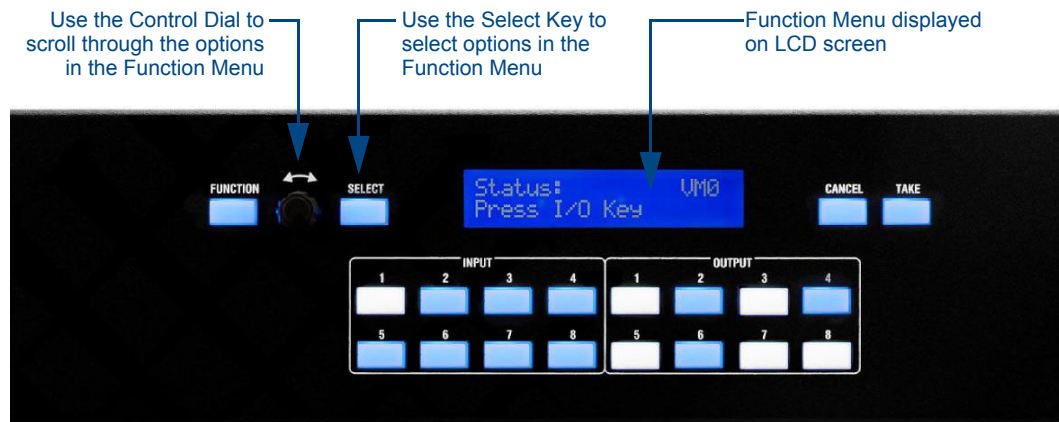 Use the Control Dial to
scroll through the options
in the Function Menu
Use the Select Key to
select options in the
Function Menu
Function Menu displayed
on LCD screen
FUNCTION
SELECT
Status: VM0
Press I/O Key
CANCEL TAKE
INPUT
1 2 3 4
5 6 7 8
OUTPUT
1 2 3 4
5 6 7 8